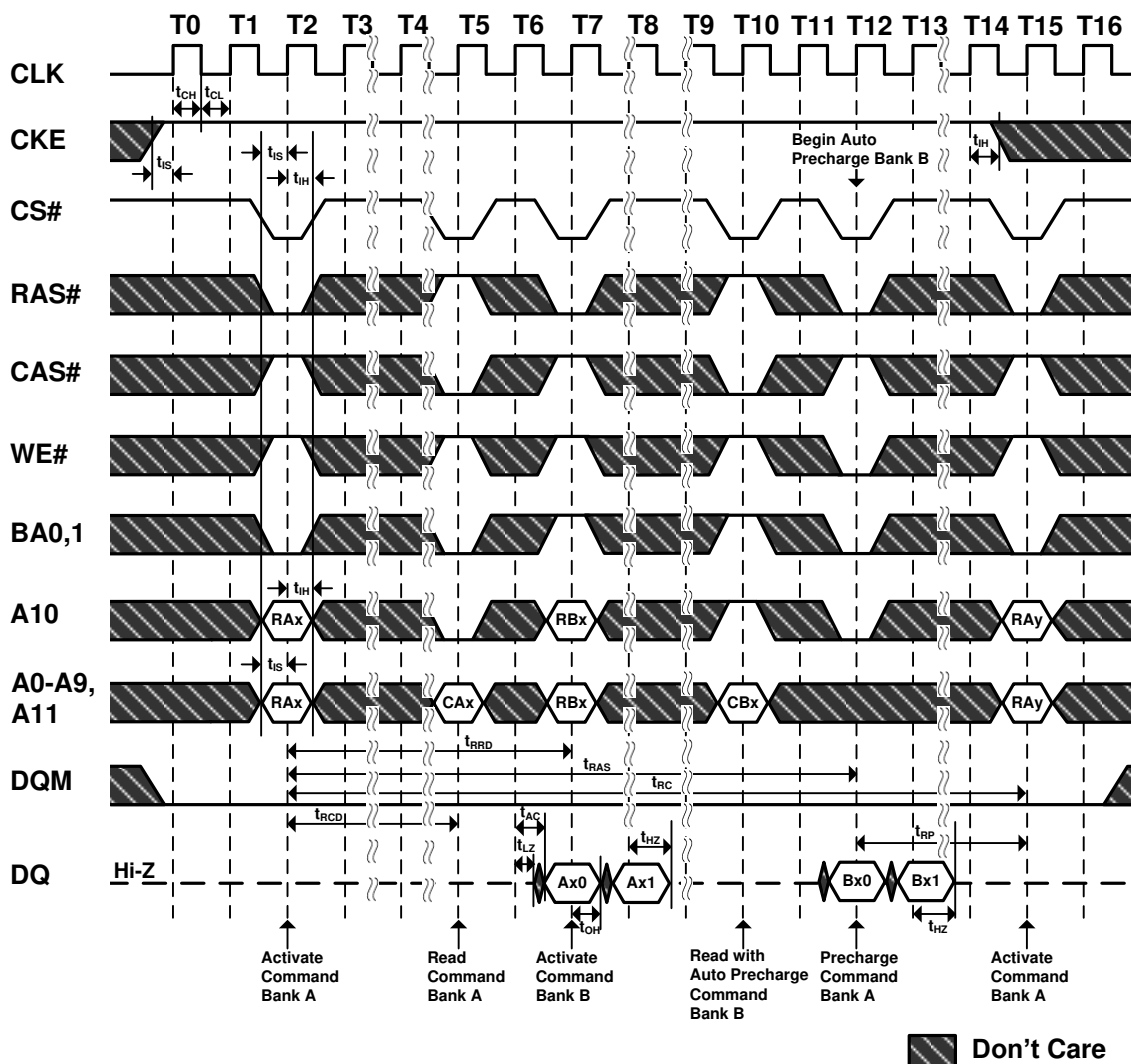 T0 T1 T2 T3 T4 T5 T6 T7 T8 T9 T10 T11 T12 T13 T14 T15 T16
CLK
tCH tCL
CKE
tIS
tIS
tIH
Begin Auto
Precharge Bank B
tIH
CS#
RAS#
CAS#
WE#
BA0,1
tIH
A10
RAx RBx RAy
tIS
A0-A9,
A11
RAx CAx RBx CBx RAy
tRRD
tRAS
DQM
tRC
tRCD
tAC
tHZ
tRP
tLZ
DQ
Hi-Z
Ax0 Ax1 Bx0 Bx1
tOH
tHZ
Activate
Command
Bank A
Read
Command
Bank A
Activate
Command
Bank B
Read with
Auto Precharge
Command
Bank B
Precharge
Command
Bank A
Activate
Command
Bank A
Don't Care